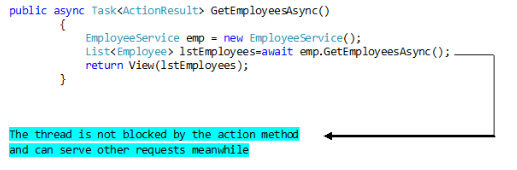 public async Task<ActionResult> GetEmployeesAsync()
{
EmployeeService emp = new EmployeeService();
List<Employee> lstEmployees=await emp.GetEmployeesAsync();
return View(lstEmployees);
}
The thread is not blocked by the action method
and can serve other requests meanwhile